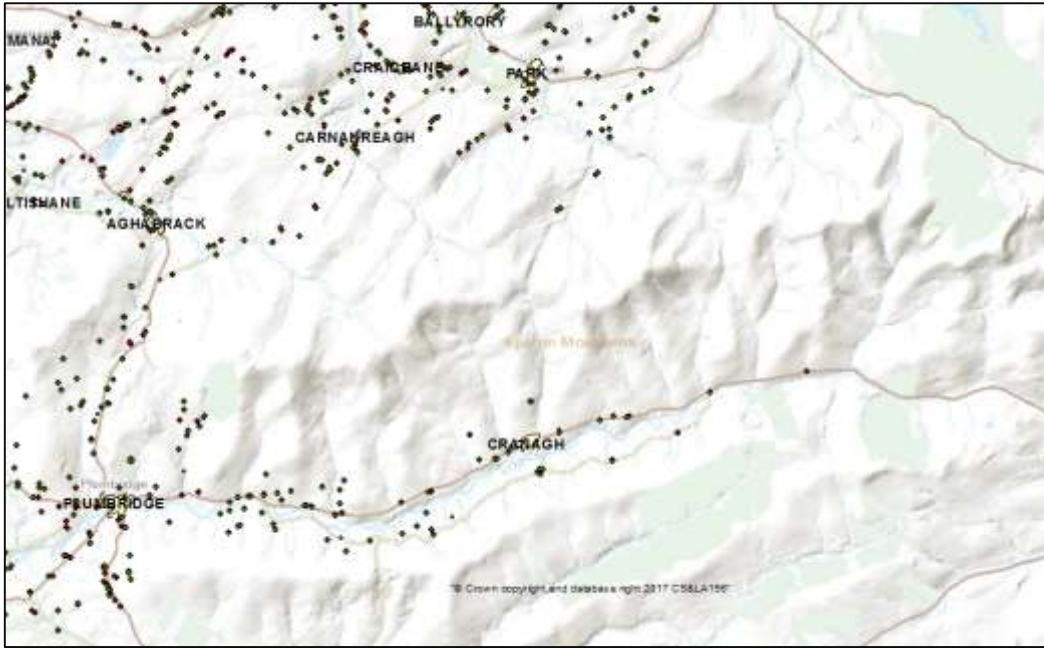 BALLYRORY
MANA
CRAIGBANE
PARK
CARNANREAGH
LTISHANE
AGHABRACK
Sperrin Mountains
CRANAGH
Plumbridge
PLUMBRIDGE
"© Crown copyright and database right 2017 CS&LA156"